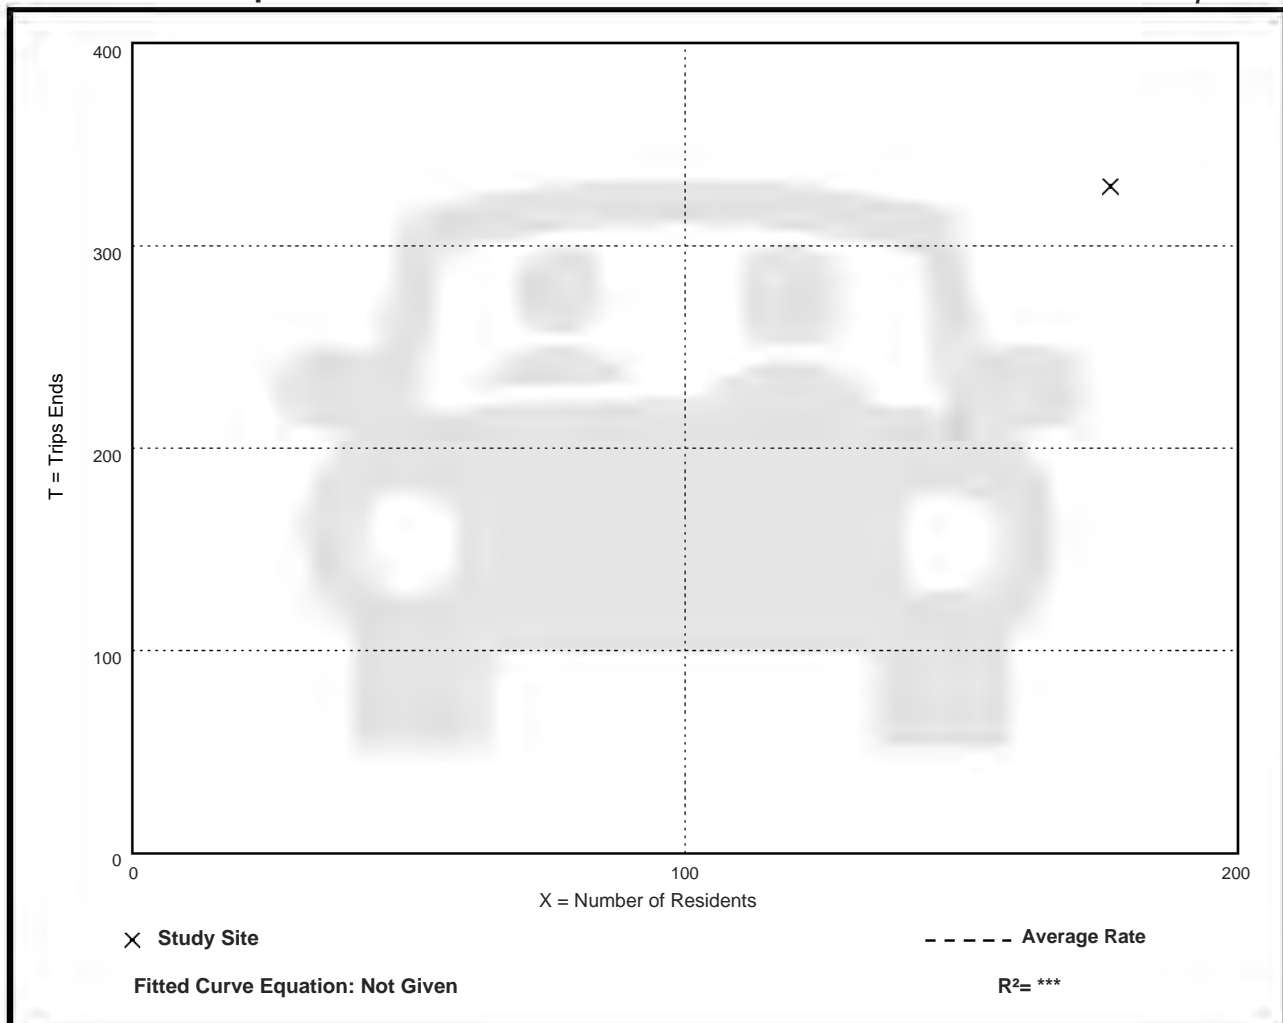 400
300
200
100
0
T = Trips Ends
0 100 200
X = Number of Residents
× Study Site
Average Rate
Fitted Curve Equation: Not Given
R²= ***